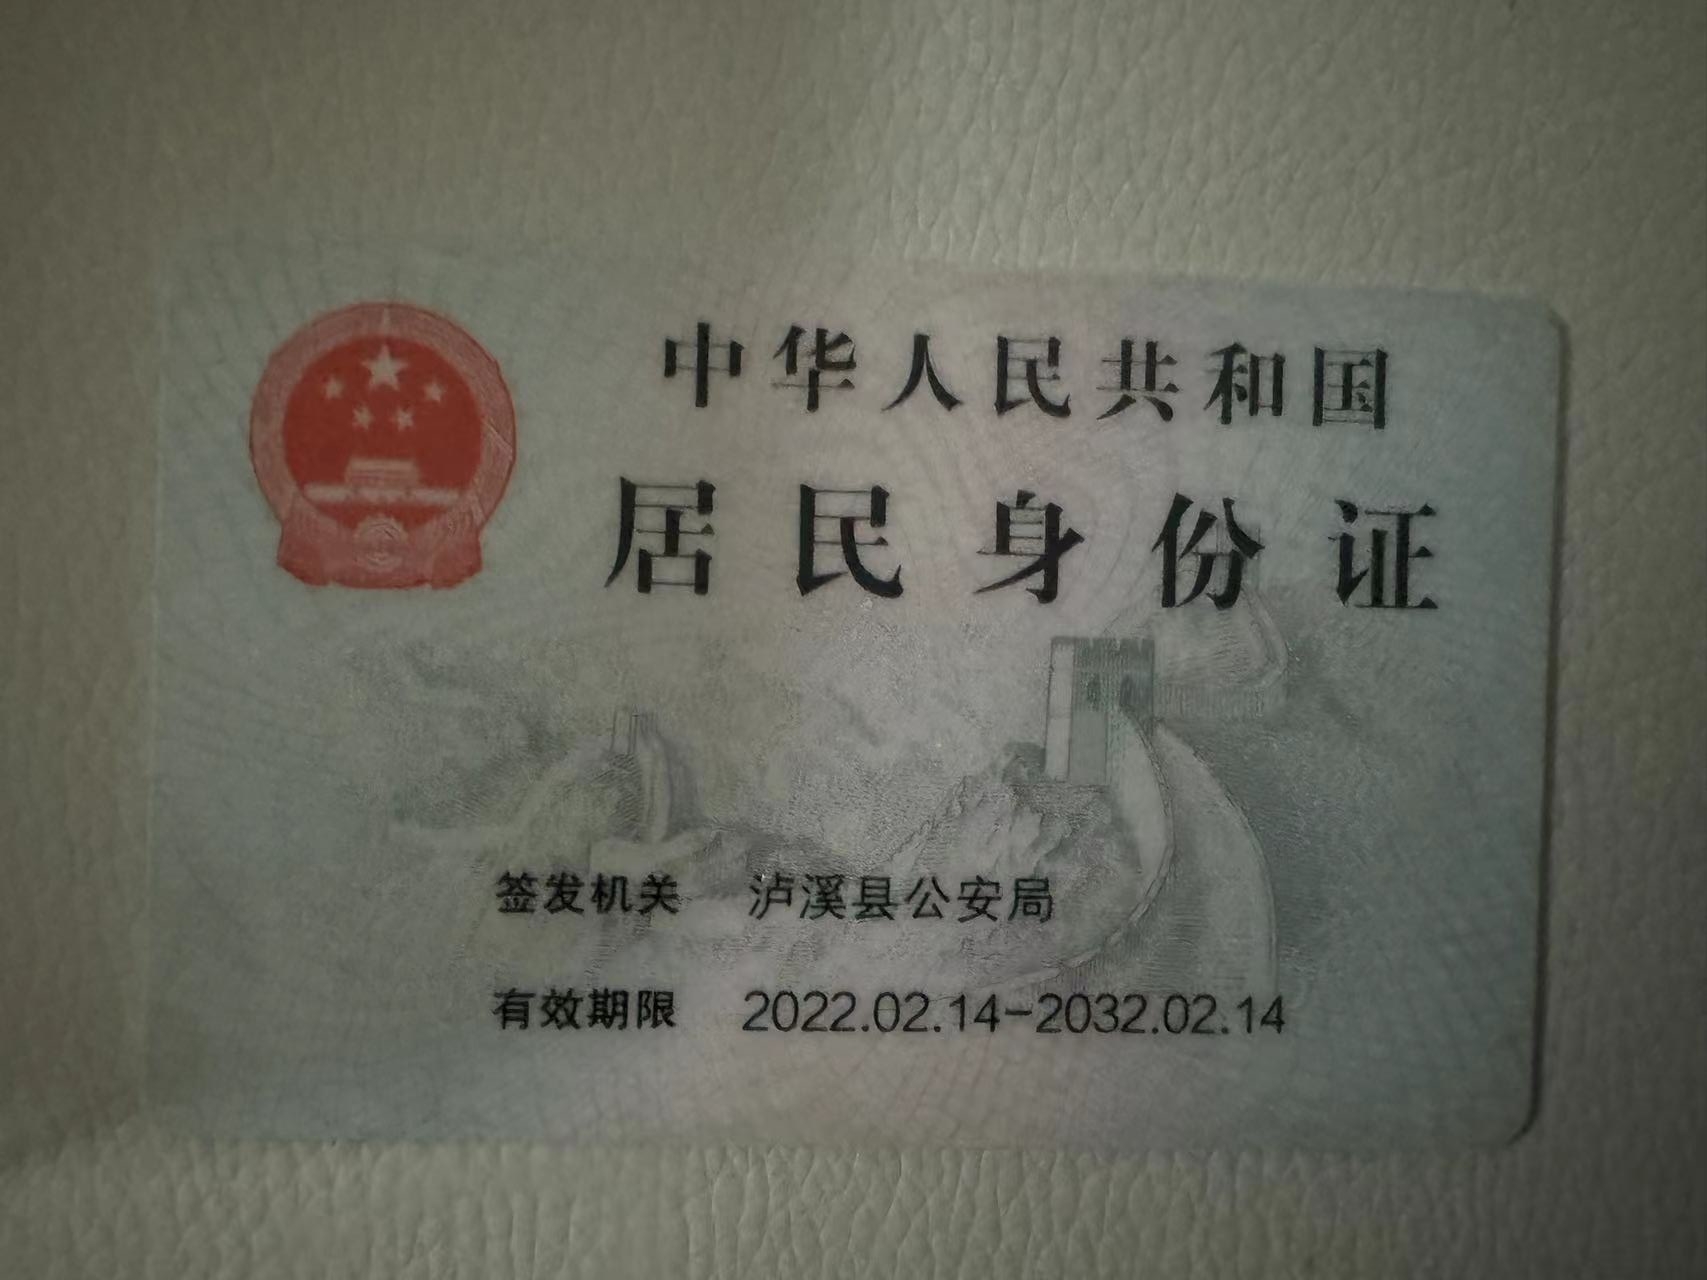 中华人民共和国
居民身份证
签发机关 泸溪县公安局
有效期限 2022.02.14-2032.02.14